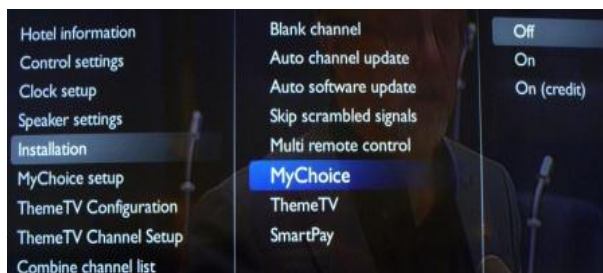 Hotel information
Control settings
Clock setup
Speaker settings
Installation
MyChoice setup
ThemeTV Configuration
ThemeTV Channel Setup
Combine channel list
Blank channel
Auto channel update
Auto software update
Skip scrambled signals
Multi remote control
MyChoice
ThemeTV
SmartPay
Off
On
On (credit)